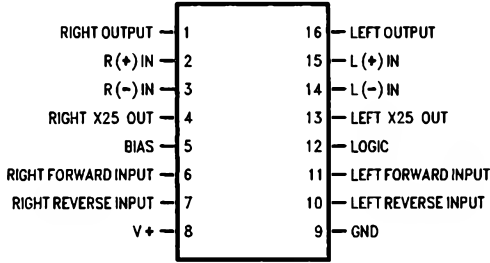 RIGHT OUTPUT 1 16 LEFT OUTPUT
R(+)IN 2 15 L(+)IN
R(-)IN 3 14 L(-)IN
RIGHT X25 OUT 4 13 LEFT X25 OUT
BIAS 5 12 LOGIC
RIGHT FORWARD INPUT 6 11 LEFT FORWARD INPUT
RIGHT REVERSE INPUT 7 10 LEFT REVERSE INPUT
V+ 8 9 GND